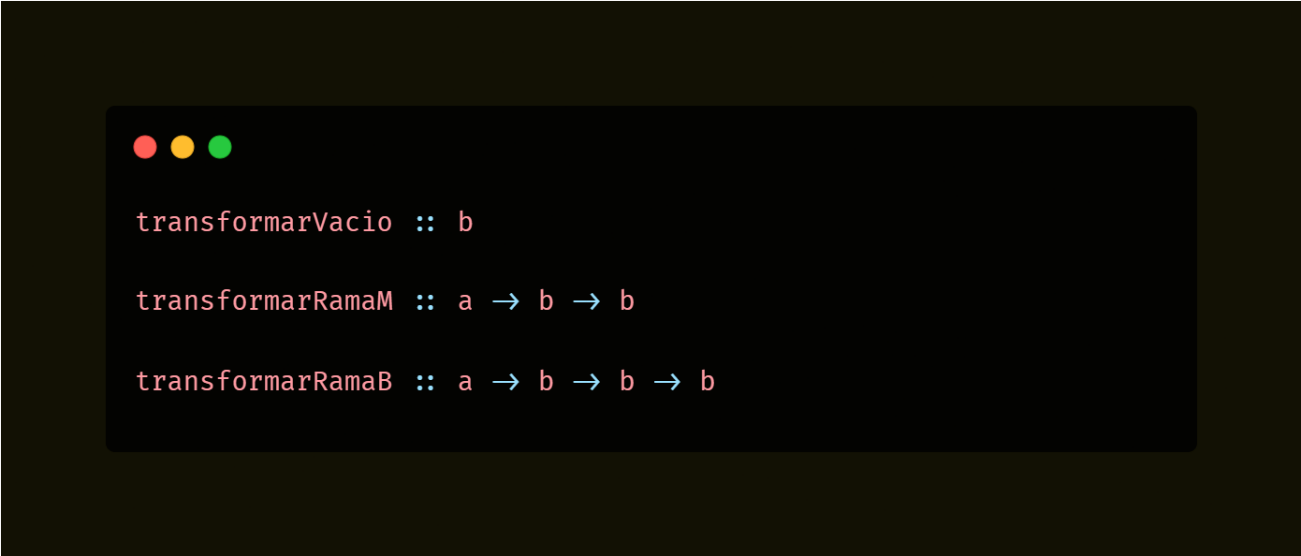 transformarVacio :: b
transformarRamaM :: a -> b -> b
transformarRamaB :: a -> b -> b -> b